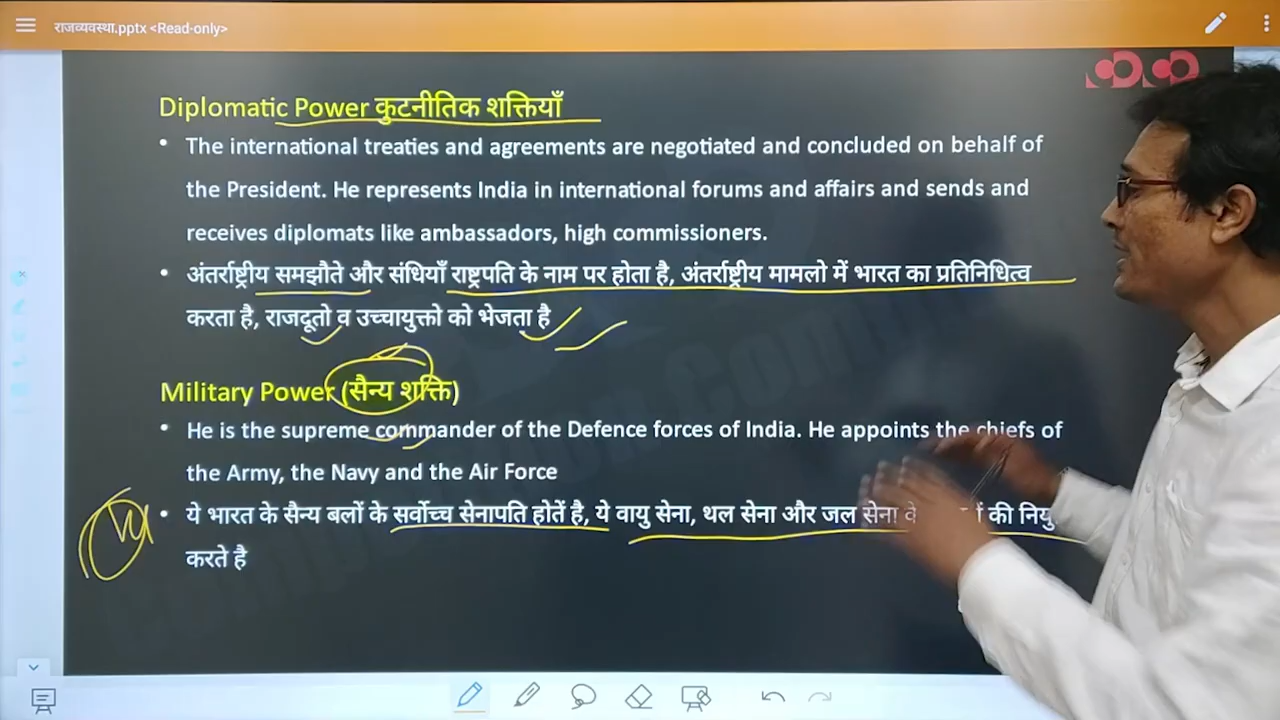 राजव्यवस्था.pptx <Read-only>
Diplomatic Power कुटनीतिक शक्तियाँ
• The international treaties and agreements are negotiated and concluded on behalf of
the President. He represents India in international forums and affairs and sends and
receives diplomats like ambassadors, high commissioners.
• अंतर्राष्ट्रीय समझौते और संधियाँ राष्ट्रपति के नाम पर होता है, अंतर्राष्ट्रीय मामलो में भारत का प्रतिनिधित्व
करता है, राजदूतो व उच्चायुक्तो को भेजता है
Military Power (सैन्य शक्ति)
• He is the supreme commander of the Defence forces of India. He appoints the chiefs of
the Army, the Navy and the Air Force
• ये भारत के सैन्य बलों के सर्वोच्च सेनापति होतें है, ये वायु सेना, थल सेना और जल सेना की
करते है